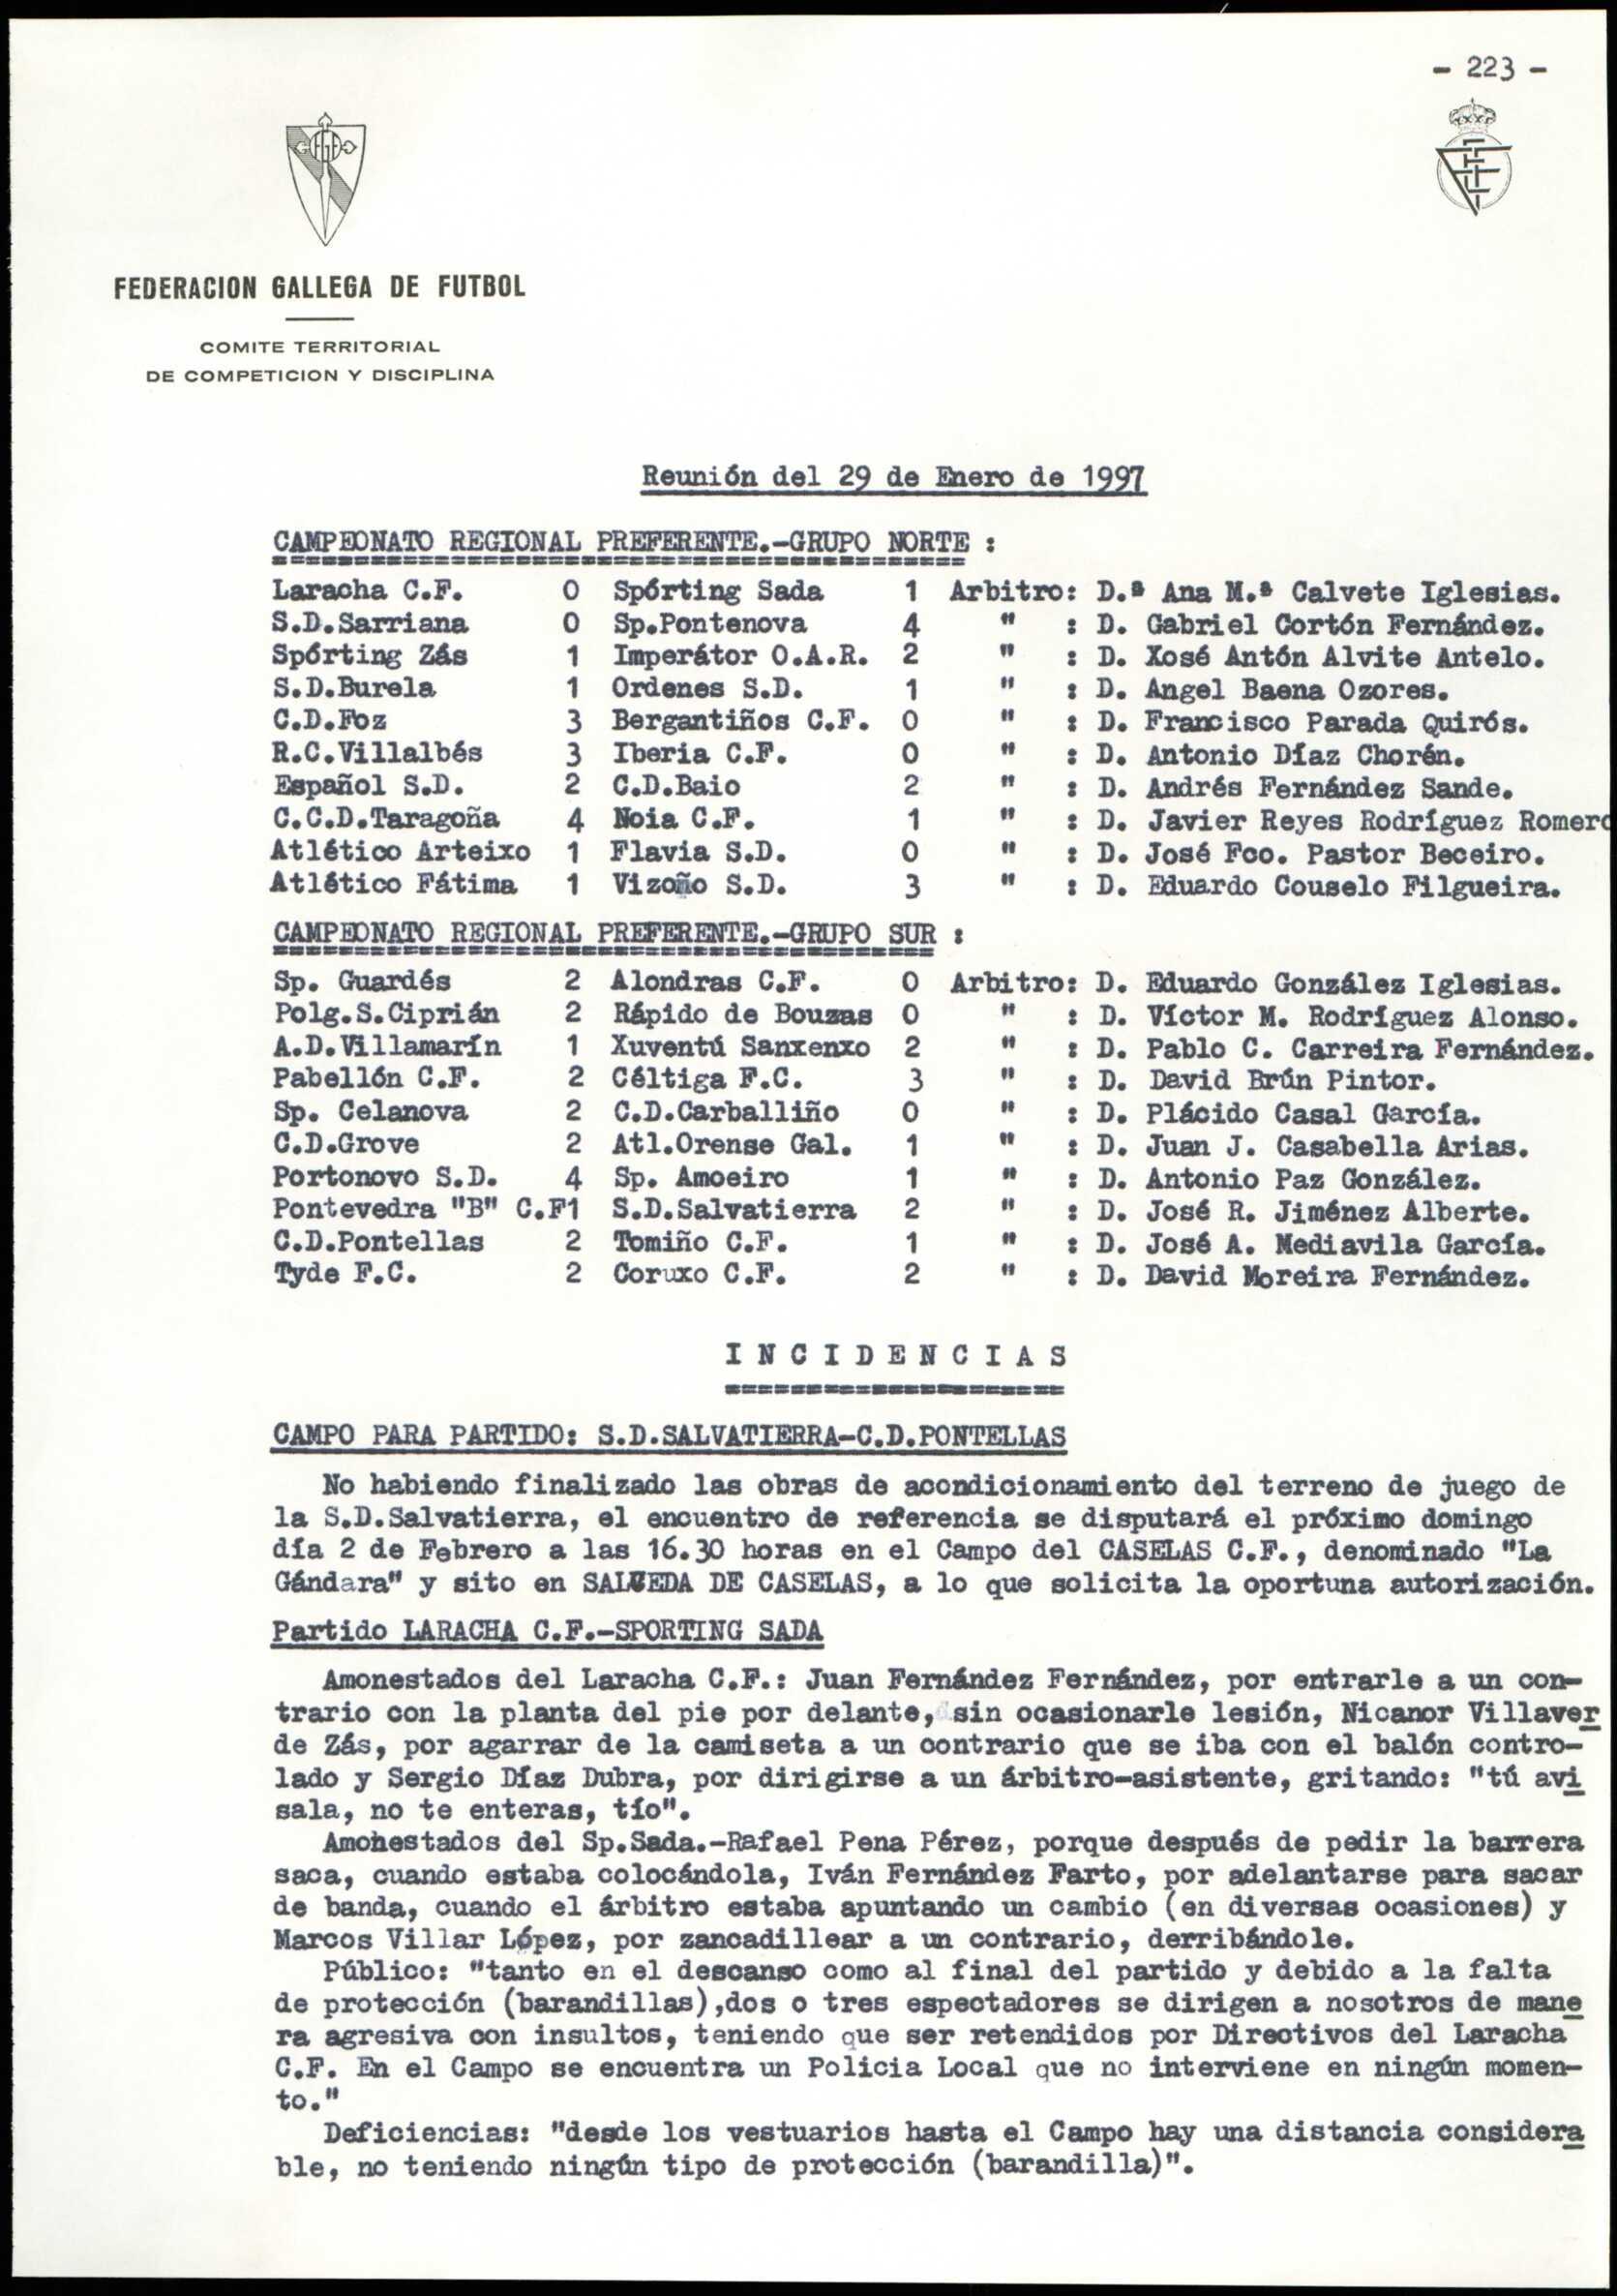 - 223 -
FEDERACION GALLEGA DE FUTBOL
COMITE TERRITORIAL
DE COMPETICION Y DISCIPLINA
Reunión del 29 de Enero de 1997
CAMPEONATO REGIONAL PREFERENTE.-GRUPO NORTE :
Laracha C.F. 0 Spórting Sada 1 Arbitro: D.ª Ana M.ª Calvete Iglesias.
S.D.Sarriana 0 Sp.Pontenova 4 " : D. Gabriel Cortón Fernández.
Spórting Zás 1 Imperátor O.A.R. 2 " : D. Xosé Antón Alvite Antelo.
S.D.Burela 1 Ordenes S.D. 1 " : D. Angel Baena Ozores.
C.D.Foz 3 Bergantiños C.F. 0 " : D. Francisco Parada Quirós.
R.C.Villalbés 3 Iberia C.F. 0 " : D. Antonio Díaz Chorén.
Español S.D. 2 C.D.Baio 2 " : D. Andrés Fernández Sande.
C.C.D.Taragoña 4 Noia C.F. 1 " : D. Javier Reyes Rodríguez Romero
Atlético Arteixo 1 Flavia S.D. 0 " : D. José Fco. Pastor Beceiro.
Atlético Fátima 1 Vizoño S.D. 3 " : D. Eduardo Couselo Filgueira.
CAMPEONATO REGIONAL PREFERENTE.-GRUPO SUR :
Sp. Guardés 2 Alondras C.F. 0 Arbitro: D. Eduardo González Iglesias.
Polg.S.Ciprián 2 Rápido de Bouzas 0 " : D. Víctor M. Rodríguez Alonso.
A.D.Villamarín 1 Xuventú Sanxenxo 2 " : D. Pablo C. Carreira Fernández.
Pabellón C.F. 2 Céltiga F.C. 3 " : D. David Brún Pintor.
Sp. Celanova 2 C.D.Carballiño 0 " : D. Plácido Casal García.
C.D.Grove 2 Atl.Orense Gal. 1 " : D. Juan J. Casabella Arias.
Portonovo S.D. 4 Sp. Amoeiro 1 " : D. Antonio Paz González.
Pontevedra "B" C.F1 S.D.Salvatierra 2 " : D. José R. Jiménez Alberte.
C.D.Pontellas 2 Tomiño C.F. 1 " : D. José A. Mediavila García.
Tyde F.C. 2 Coruxo C.F. 2 " : D. David Moreira Fernández.
I N C I D E N C I A S
CAMPO PARA PARTIDO: S.D.SALVATIERRA-C.D.PONTELLAS
No habiendo finalizado las obras de acondicionamiento del terreno de juego de
la S.D.Salvatierra, el encuentro de referencia se disputará el próximo domingo
día 2 de Febrero a las 16.30 horas en el Campo del CASELAS C.F., denominado "La
Gándara" y sito en SALCEDA DE CASELAS, a lo que solicita la oportuna autorización.
Partido LARACHA C.F.-SPORTING SADA
Amonestados del Laracha C.F.: Juan Fernández Fernández, por entrarle a un con-
trario con la planta del pie por delante, sin ocasionarle lesión, Nicanor Villaver
de Zás, por agarrar de la camiseta a un contrario que se iba con el balón contro-
lado y Sergio Díaz Dubra, por dirigirse a un árbitro-asistente, gritando: "tú avi
sala, no te enteras, tío".
Amonestados del Sp.Sada.-Rafael Pena Pérez, porque después de pedir la barrera
saca, cuando estaba colocándola, Iván Fernández Farto, por adelantarse para sacar
de banda, cuando el árbitro estaba apuntando un cambio (en diversas ocasiones) y
Marcos Villar López, por zancadillear a un contrario, derribándole.
Público: "tanto en el descanso como al final del partido y debido a la falta
de protección (barandillas),dos o tres espectadores se dirigen a nosotros de mane
ra agresiva con insultos, teniendo que ser retendidos por Directivos del Laracha
C.F. En el Campo se encuentra un Policia Local que no interviene en ningún momen-
to."
Deficiencias: "desde los vestuarios hasta el Campo hay una distancia considera
ble, no teniendo ningún tipo de protección (barandilla)".